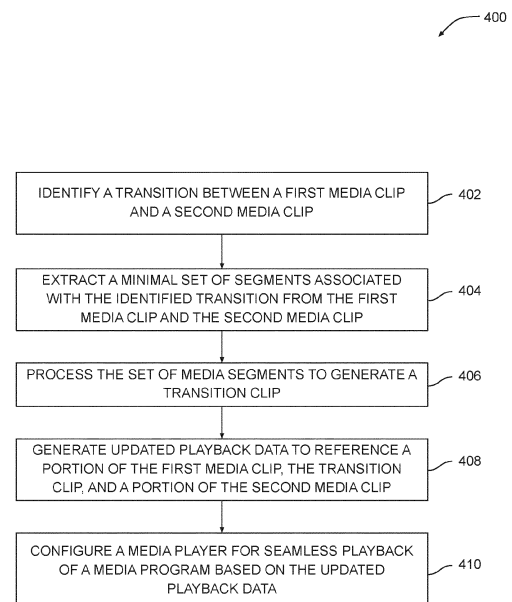 400
IDENTIFY A TRANSITION BETWEEN A FIRST MEDIA CLIP
AND A SECOND MEDIA CLIP
402
EXTRACT A MINIMAL SET OF SEGMENTS ASSOCIATED
WITH THE IDENTIFIED TRANSITION FROM THE FIRST
MEDIA CLIP AND THE SECOND MEDIA CLIP
404
PROCESS THE SET OF MEDIA SEGMENTS TO GENERATE A
TRANSITION CLIP
406
GENERATE UPDATED PLAYBACK DATA TO REFERENCE A
PORTION OF THE FIRST MEDIA CLIP, THE TRANSITION
CLIP, AND A PORTION OF THE SECOND MEDIA CLIP
408
CONFIGURE A MEDIA PLAYER FOR SEAMLESS PLAYBACK
OF A MEDIA PROGRAM BASED ON THE UPDATED
PLAYBACK DATA
410